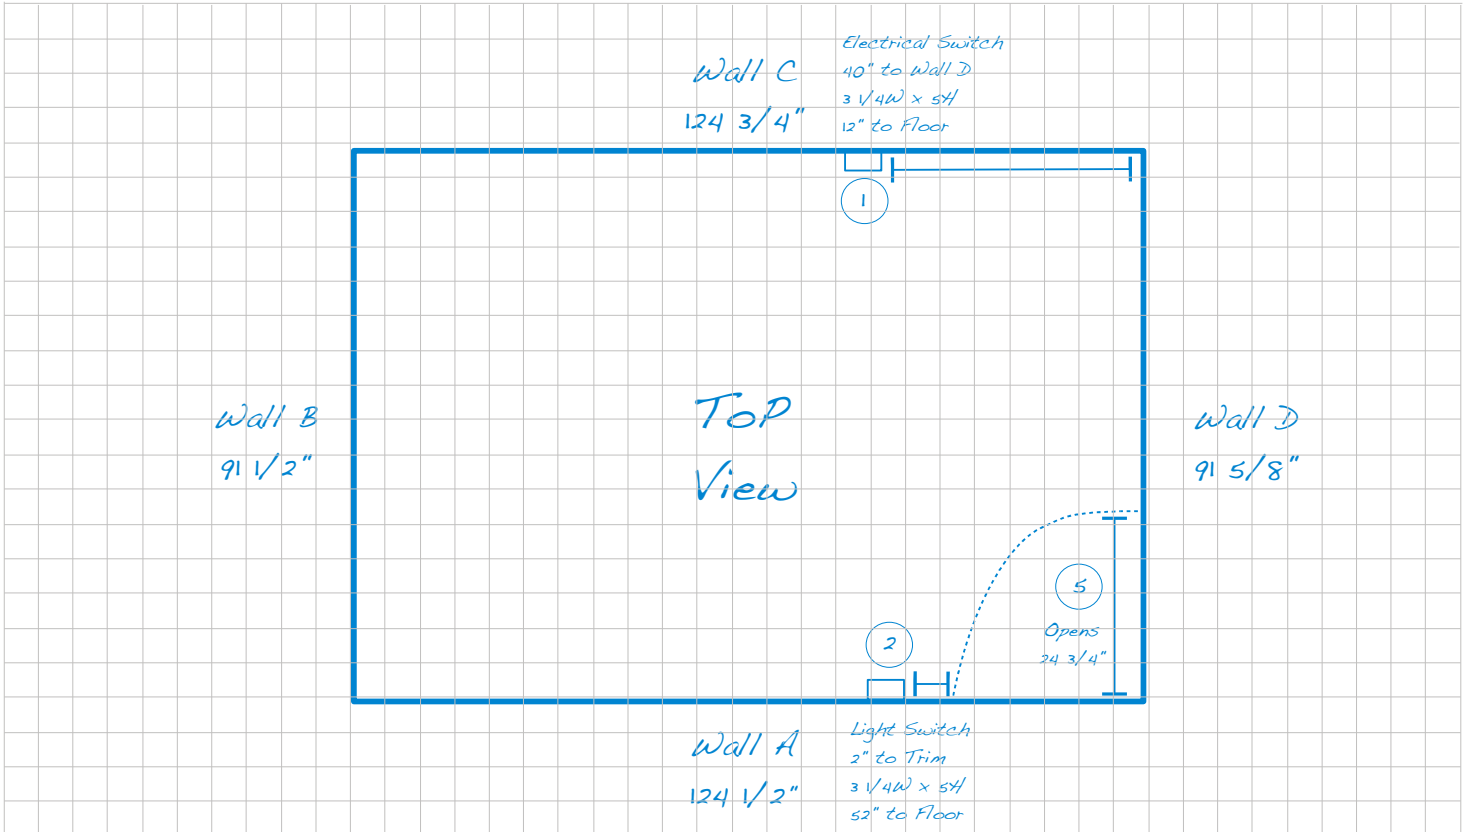 Electrical Switch
Wall C
40" to Wall D
3 1/4W x 5H
124 3/4"
12" to Floor
1
Wall B
91 1/2"
Top
View
Wall D
91 5/8"
5
Opens
24 3/4"
2
Wall A
124 1/2"
Light Switch
2" to Trim
3 1/4W x 5H
52" to Floor